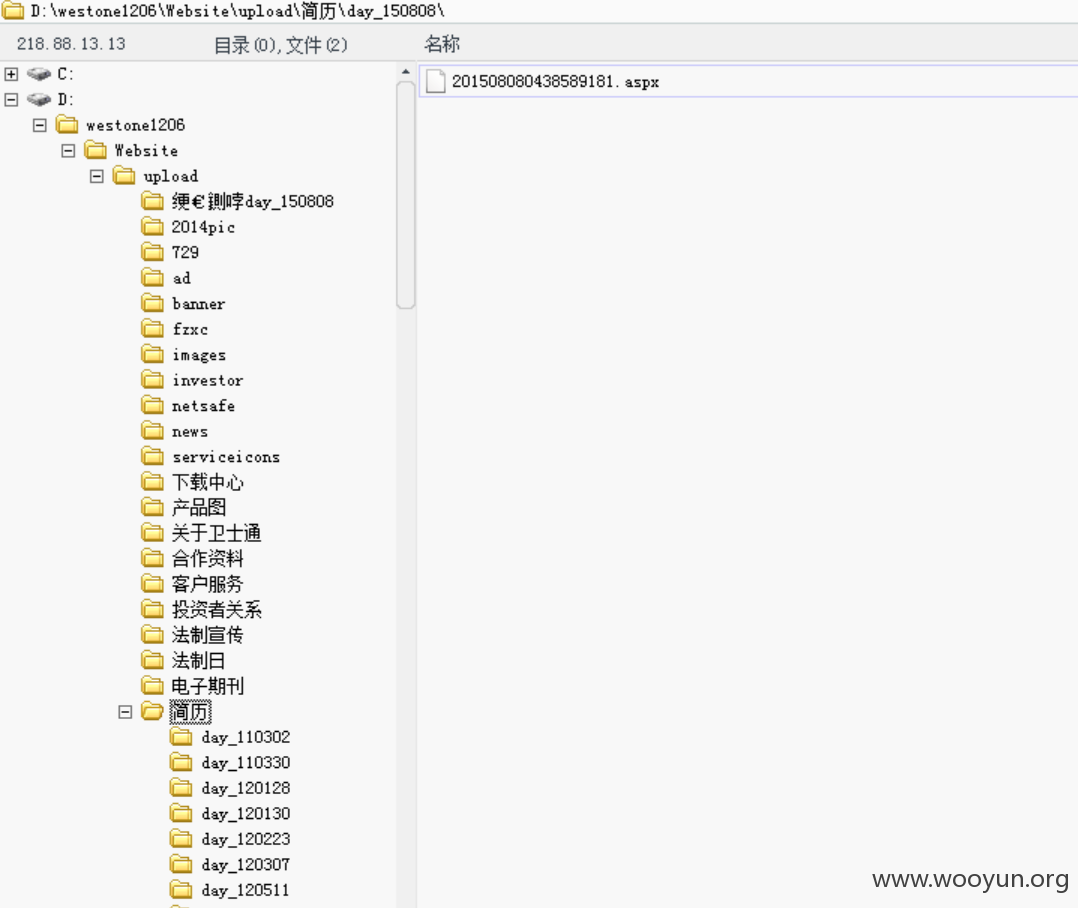 D:\westone1206\Website\upload\简历\day_150808\
218.88.13.13 目录(0),文件(2) 名称
C:
201508080438589181.aspx
D:
westone1206
Website
upload
缏€鍘哱day_150808
2014pic
729
ad
banner
fzxc
images
investor
netsafe
news
serviceicons
下载中心
产品图
关于卫士通
合作资料
客户服务
投资者关系
法制宣传
法制日
电子期刊
简历
day_110302
day_110330
day_120128
day_120130
day_120223
day_120307
day_120511
www.wooyun.org